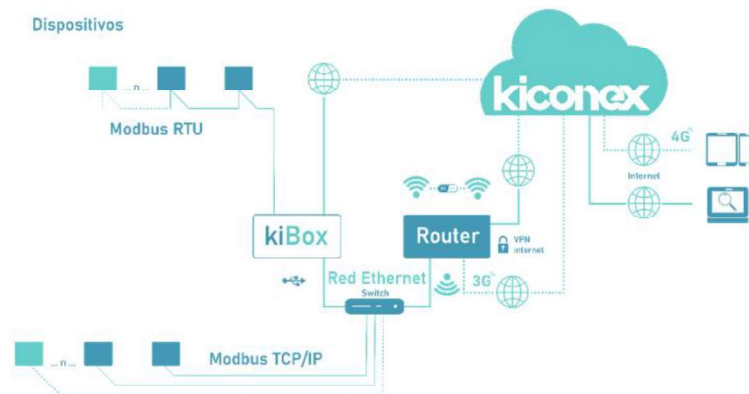 Dispositivos
... n ...
Modbus RTU
kiconex
4G
Internet
kiBox
Router
VPN
internet
Red Ethernet
Switch
3G
... n ...
Modbus TCP/IP